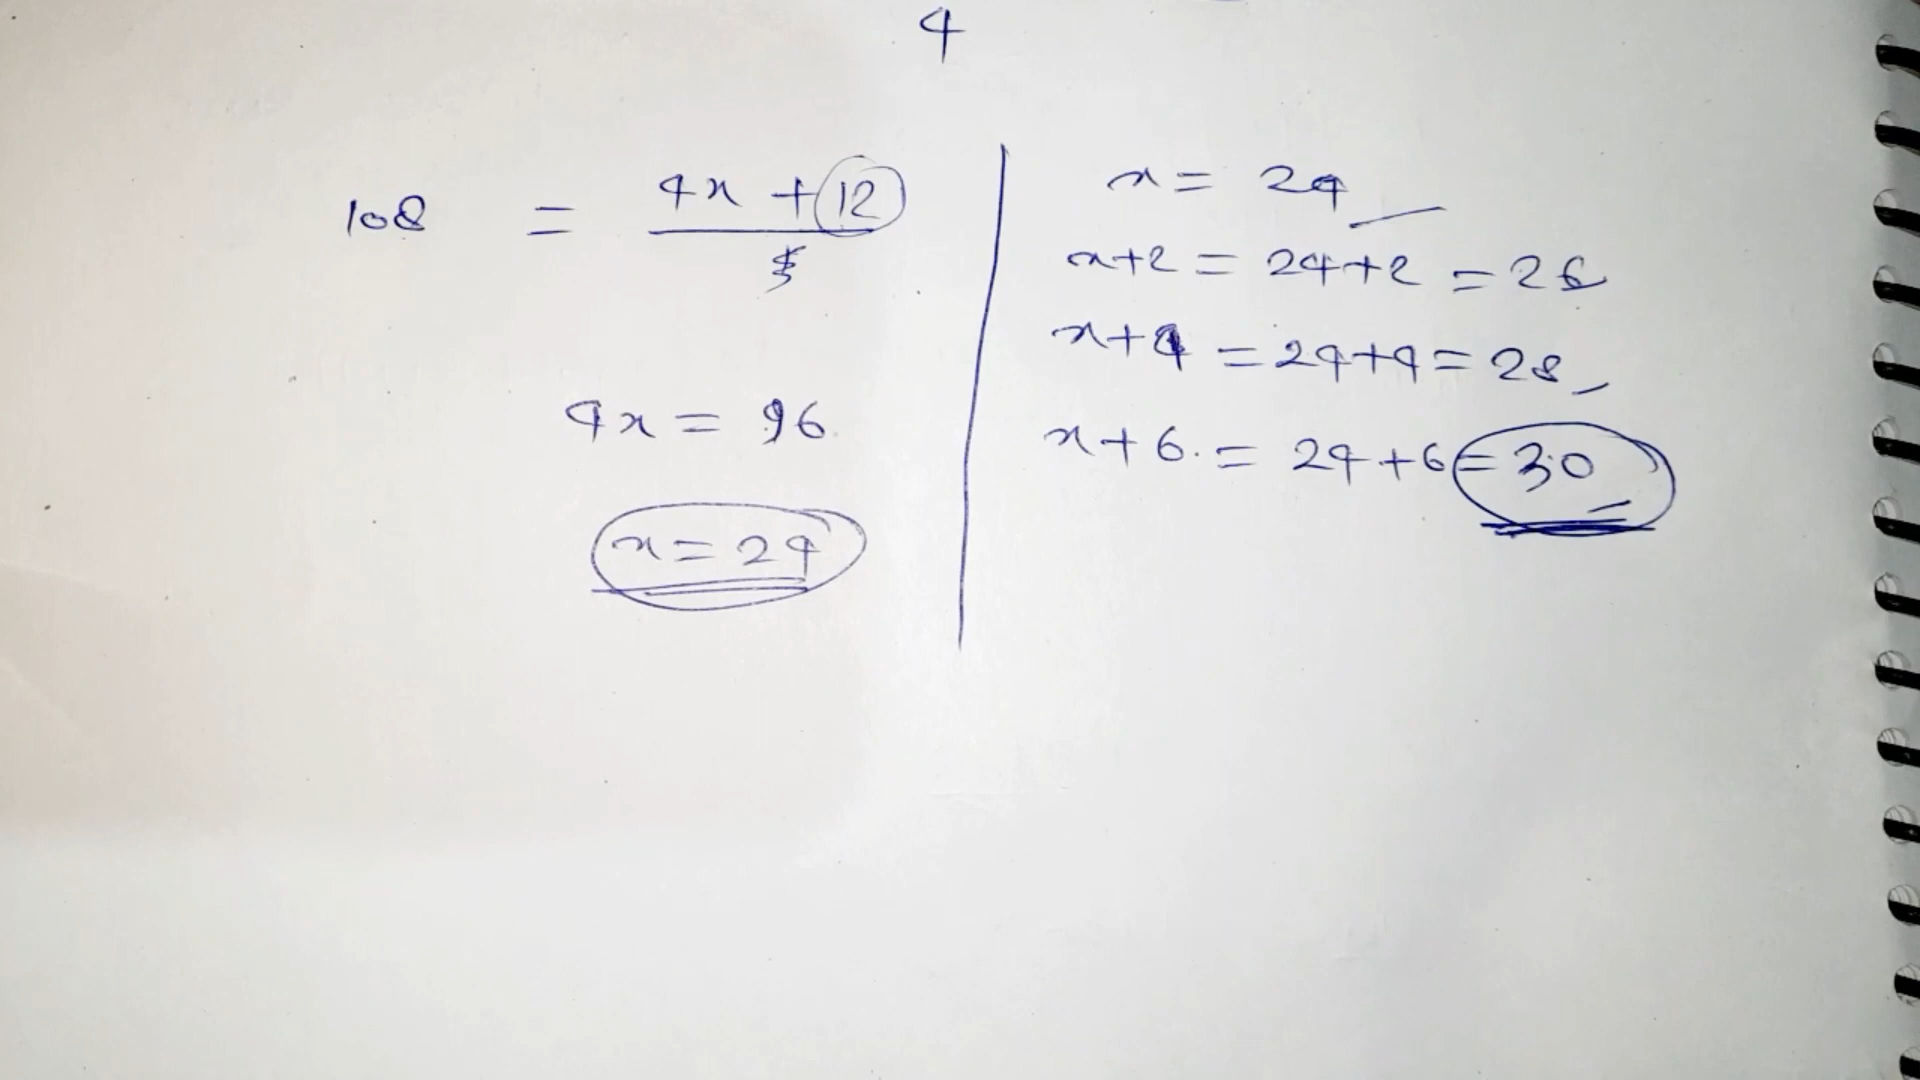 4
108 = 4x + 12
4x = 96
x = 24
x = 24
x+2 = 24+2 = 26
x+4 = 24+4 = 28
x+6. = 24+6 = 30